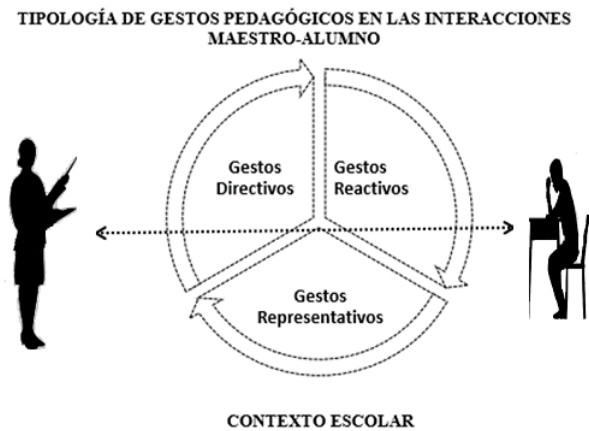 TIPOLOGÍA DE GESTOS PEDAGÓGICOS EN LAS INTERACCIONES
MAESTRO-ALUMNO
Gestos
Directivos
Gestos
Reactivos
Gestos
Representativos
CONTEXTO ESCOLAR